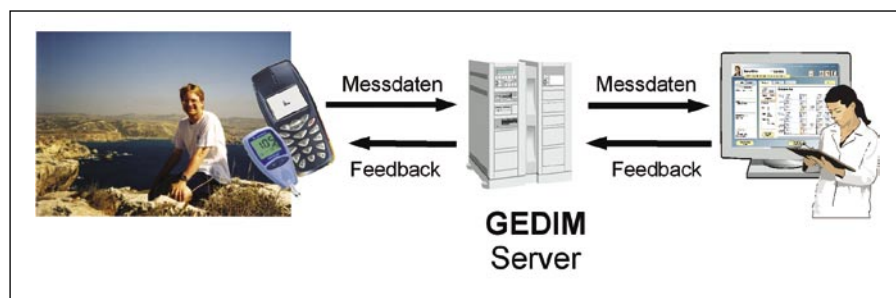 Messdaten
Messdaten
Feedback
Feedback
GEDIM
Server